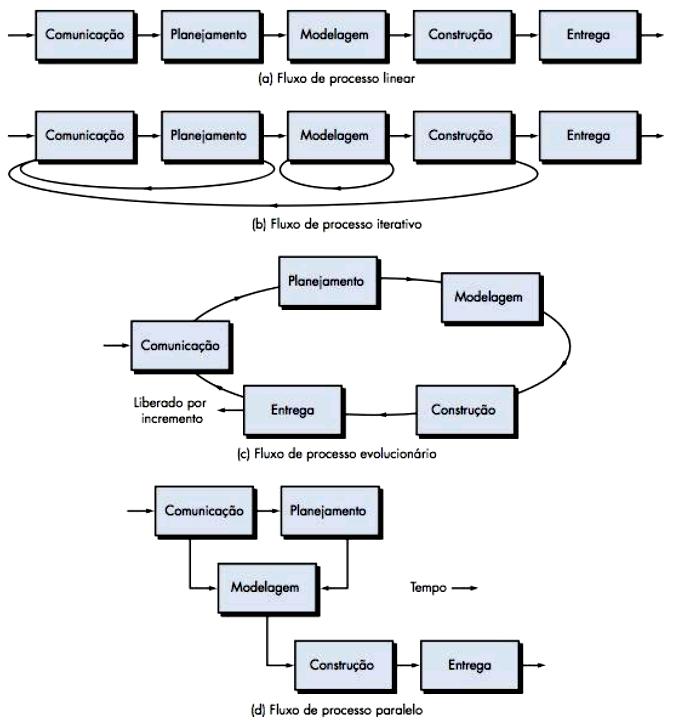 Comunicação Planejamento Modelagem Construção Entrega
(a) Fluxo de processo linear
Comunicação Planejamento Modelagem Construção Entrega
(b) Fluxo de processo iterativo
Planejamento
Modelagem
Comunicação
Liberado por
incremento
Entrega
Construção
(c) Fluxo de processo evolucionário
Comunicação Planejamento
Modelagem
Tempo
Construção Entrega
(d) Fluxo de processo paralelo